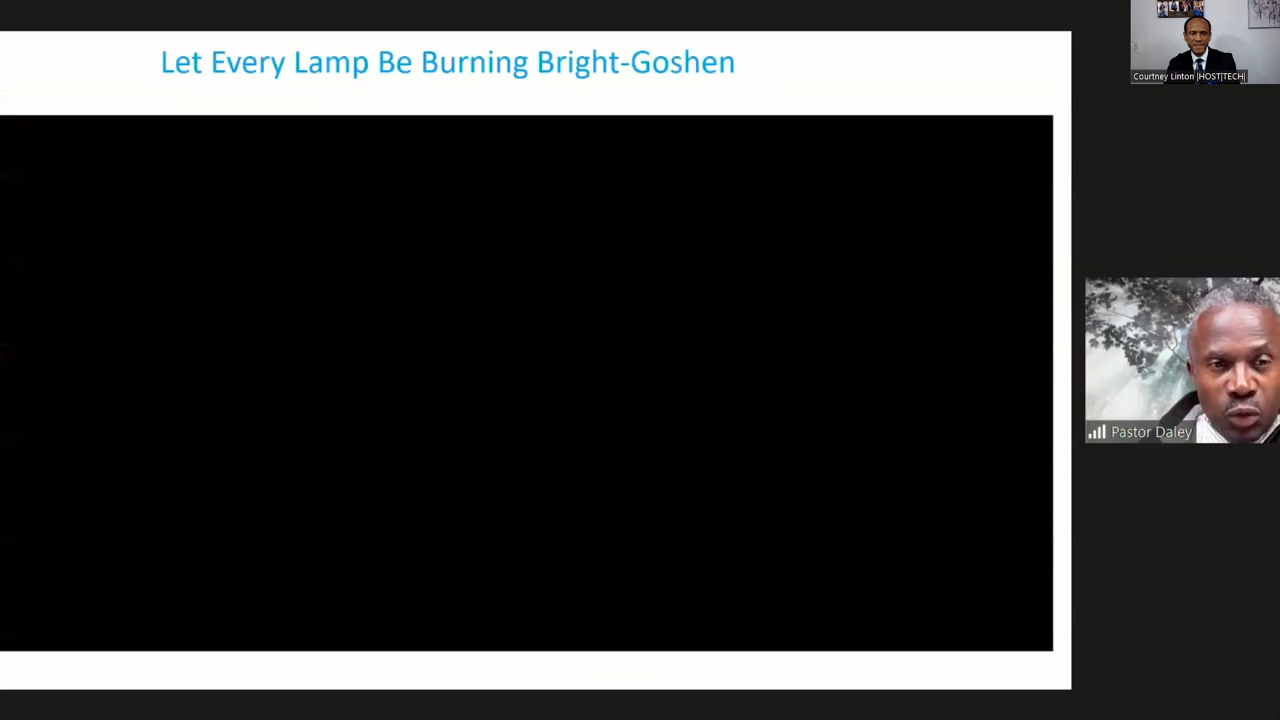 Let Every Lamp Be Burning Bright-Goshen
Courtney Linton |HOST|TECH|
Pastor Daley